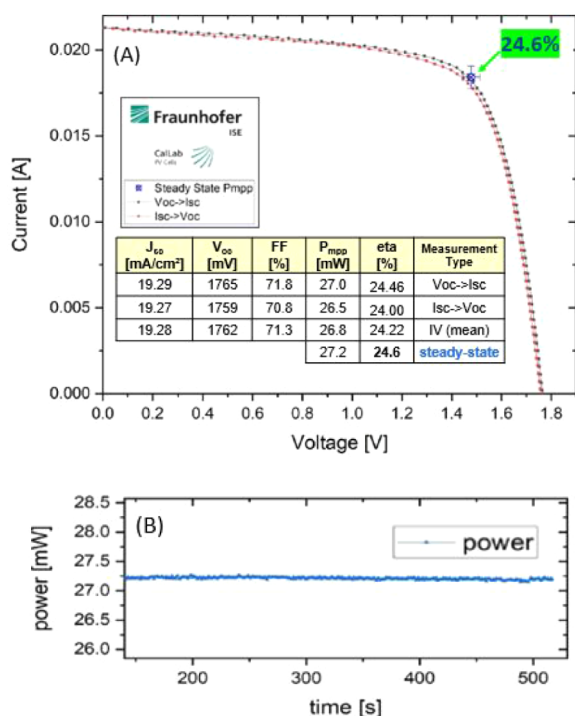 (A)
24.6%
Fraunhofer
ISE
CalLab
PV Cells
Steady State Pmpp
Voc->Isc
Isc->Voc
Jsc [mA/cm²] Voc [mV] FF [%] Pmpp [mW] eta [%] Measurement Type
19.29 1765 71.8 27.0 24.46 Voc->Isc
19.27 1759 70.8 26.5 24.00 Isc->Voc
19.28 1762 71.3 26.8 24.22 IV (mean)
27.2 24.6 steady-state
Current [A]
0.020
0.015
0.010
0.005
0.000
0.0 0.2 0.4 0.6 0.8 1.0 1.2 1.4 1.6 1.8
Voltage [V]
(B)
power
power [mW]
28.5
28.0
27.5
27.0
26.5
26.0
200 300 400 500
time [s]